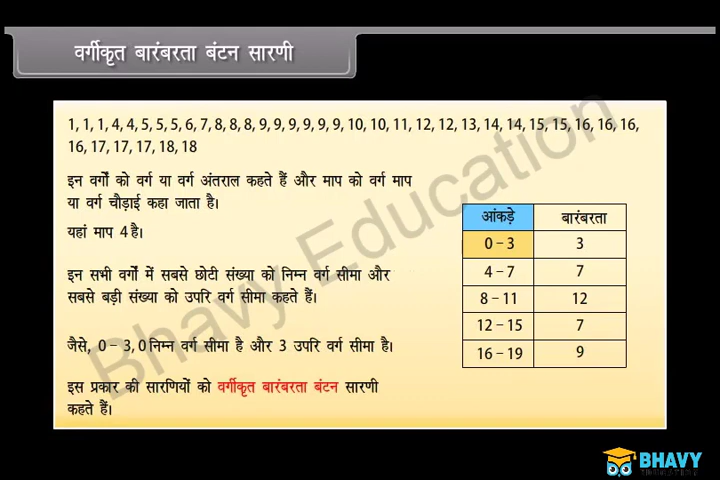 वर्गीकृत बारंबरता बंटन सारणी
1, 1, 1, 4, 4, 5, 5, 5, 6, 7, 8, 8, 8, 9, 9, 9, 9, 9, 9, 10, 10, 11, 12, 12, 13, 14, 14, 15, 15, 16, 16, 16,
16, 17, 17, 17, 18, 18
इन वर्गों को वर्ग या वर्ग अंतराल कहते हैं और माप को वर्ग माप
या वर्ग चौड़ाई कहा जाता है।
यहां माप 4 है।
इन सभी वर्गों में सबसे छोटी संख्या को निम्न वर्ग सीमा और
सबसे बड़ी संख्या को उपरि वर्ग सीमा कहते हैं।
जैसे, 0 – 3, 0 निम्न वर्ग सीमा है और 3 उपरि वर्ग सीमा है।
इस प्रकार की सारणियों को वर्गीकृत बारंबरता बंटन सारणी
कहते हैं।
आंकड़े बारंबरता
0 – 3 3
4 – 7 7
8 – 11 12
12 – 15 7
16 – 19 9
Bhavy Education
BHAVY
EDUCATION